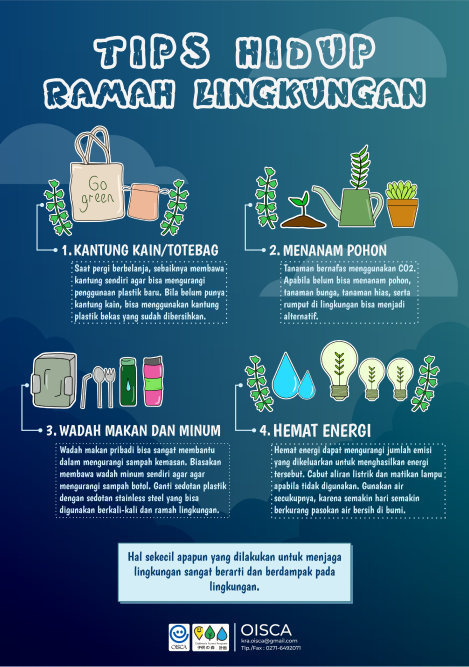 TIPS HIDUP
RAMAH LINGKUNGAN
Go
green
1. KANTUNG KAIN/TOTEBAG
Saat pergi berbelanja, sebaiknya membawa
kantung sendiri agar bisa mengurangi
penggunaan plastik baru. Bila belum punya
kantung kain, bisa menggunakan kantung
plastik bekas yang sudah dibersihkan.
2. MENANAM POHON
Tanaman bernafas menggunakan CO2.
Apabila belum bisa menanam pohon,
tanaman bunga, tanaman hias, serta
rumput di lingkungan bisa menjadi
alternatif.
3. WADAH MAKAN DAN MINUM
Wadah makan pribadi bisa sangat membantu
dalam mengurangi sampah kemasan. Biasakan
membawa wadah minum sendiri agar agar
mengurangi sampah botol. Ganti sedotan plastik
dengan sedotan stainless steel yang bisa
digunakan berkali-kali dan ramah lingkungan.
4. HEMAT ENERGI
Hemat energi dapat mengurangi jumlah emisi
yang dikeluarkan untuk menghasilkan energi
tersebut. Cabut aliran listrik dan matikan lampu
apabila tidak digunakan. Gunakan air
secukupnya, karena semakin hari semakin
berkurang pasokan air bersih di bumi.
Hal sekecil apapun yang dilakukan untuk menjaga
lingkungan sangat berarti dan berdampak pada
lingkungan.
OISCA
OISCA
kra.oisca@gmail.com
Tlp./Fax : 0271-6492071